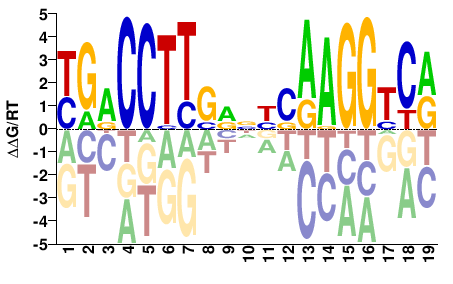 5
4
3
2
1
0
-1
-2
-3
-4
-5
ΔΔG/RT
T C A G
G A C T
A G C
C T G A
C A G T
T C A G
T C A G
G C T
A G C T
T C A
C G T A
A G T C
A T C
G T C A
G T C A
T C A G
C T G A
A G T C
1 2 3 4 5 6 7 8 9 10 11 12 13 14 15 16 17 18 19